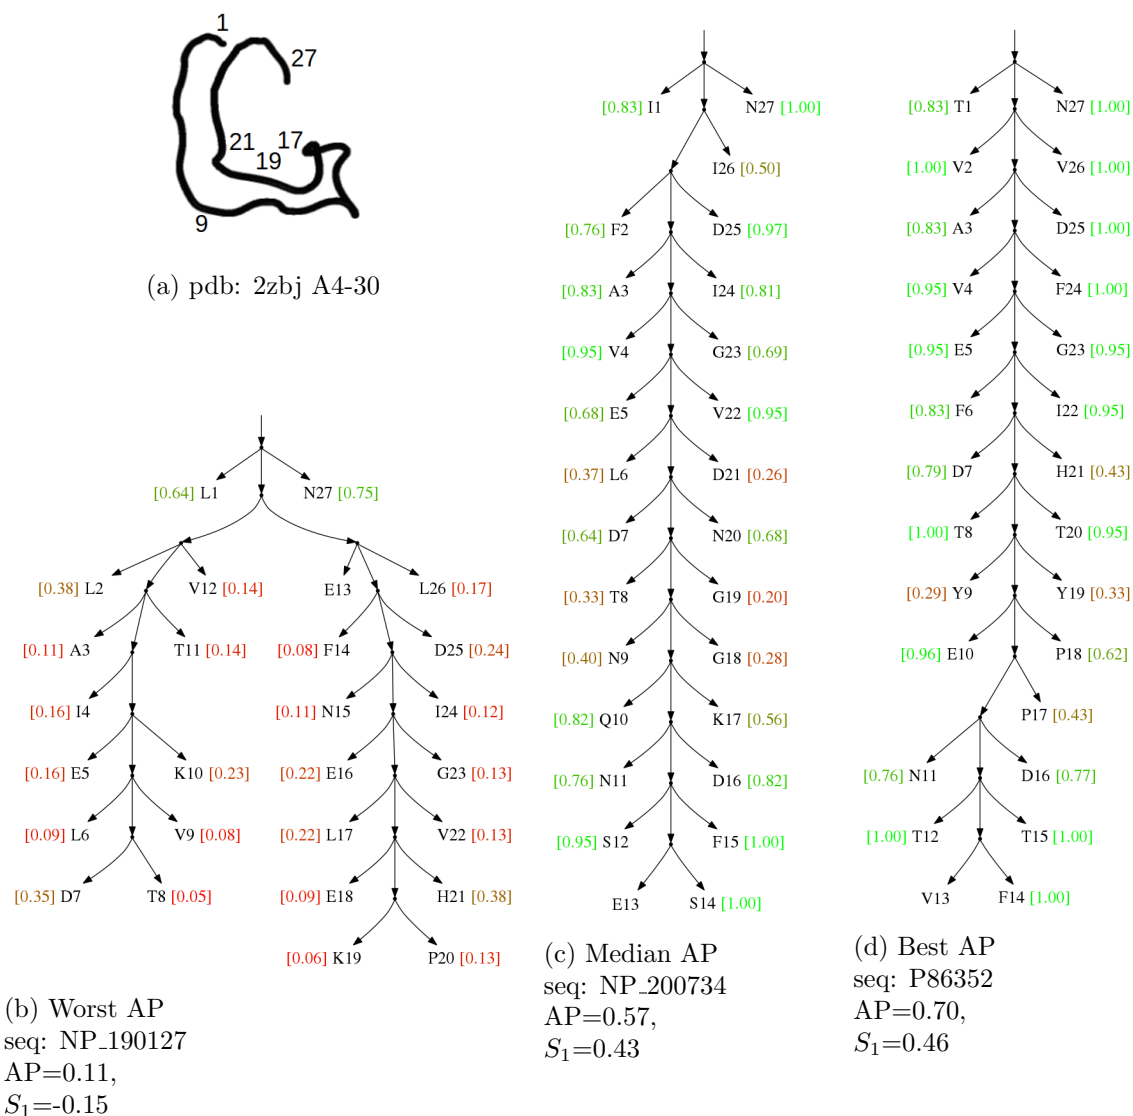 1
27
21
17
19
9
(a) pdb: 2zbj A4-30
[0.64] L1 N27 [0.75]
[0.38] L2 V12 [0.14] E13 L26 [0.17]
[0.11] A3 T11 [0.14] [0.08] F14 D25 [0.24]
[0.16] I4 [0.11] N15 I24 [0.12]
[0.16] E5 K10 [0.23] [0.22] E16 G23 [0.13]
[0.09] L6 V9 [0.08] [0.22] L17 V22 [0.13]
[0.35] D7 T8 [0.05] [0.09] E18 H21 [0.38]
[0.06] K19 P20 [0.13]
(b) Worst AP
seq: NP_190127
AP=0.11,
S₁=-0.15
[0.83] I1 N27 [1.00]
I26 [0.50]
[0.76] F2 D25 [0.97]
[0.83] A3 I24 [0.81]
[0.95] V4 G23 [0.69]
[0.68] E5 V22 [0.95]
[0.37] L6 D21 [0.26]
[0.64] D7 N20 [0.68]
[0.33] T8 G19 [0.20]
[0.40] N9 G18 [0.28]
[0.82] Q10 K17 [0.56]
[0.76] N11 D16 [0.82]
[0.95] S12 F15 [1.00]
E13 S14 [1.00]
(c) Median AP
seq: NP_200734
AP=0.57,
S₁=0.43
[0.83] T1 N27 [1.00]
[1.00] V2 V26 [1.00]
[0.83] A3 D25 [1.00]
[0.95] V4 F24 [1.00]
[0.95] E5 G23 [0.95]
[0.83] F6 I22 [0.95]
[0.79] D7 H21 [0.43]
[1.00] T8 T20 [0.95]
[0.29] Y9 Y19 [0.33]
[0.96] E10 P18 [0.62]
P17 [0.43]
[0.76] N11 D16 [0.77]
[1.00] T12 T15 [1.00]
V13 F14 [1.00]
(d) Best AP
seq: P86352
AP=0.70,
S₁=0.46